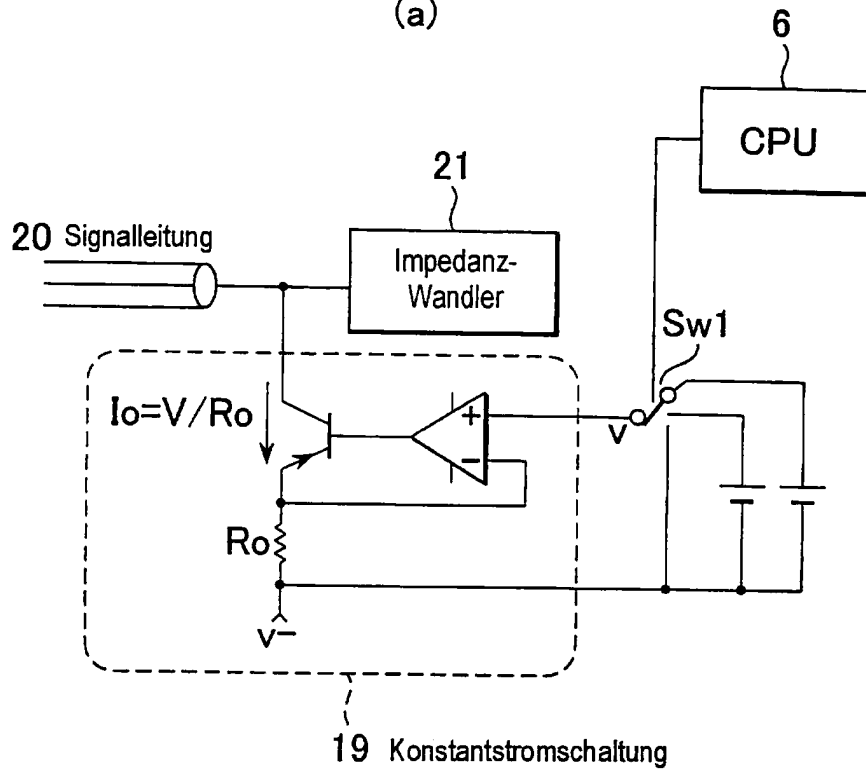 (a)
6
CPU
21
20 Signalleitung
Impedanz-
Wandler
Sw1
Io=V/Ro
+
−
V
Ro
V−
19 Konstantstromschaltung